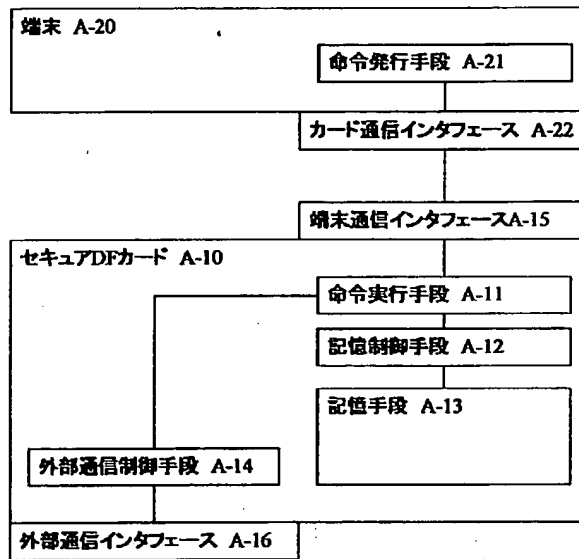 端末 A-20
命令発行手段 A-21
カード通信インタフェース A-22
端末通信インタフェースA-15
セキュアDFカード A-10
命令実行手段 A-11
記憶制御手段 A-12
記憶手段 A-13
外部通信制御手段 A-14
外部通信インタフェース A-16